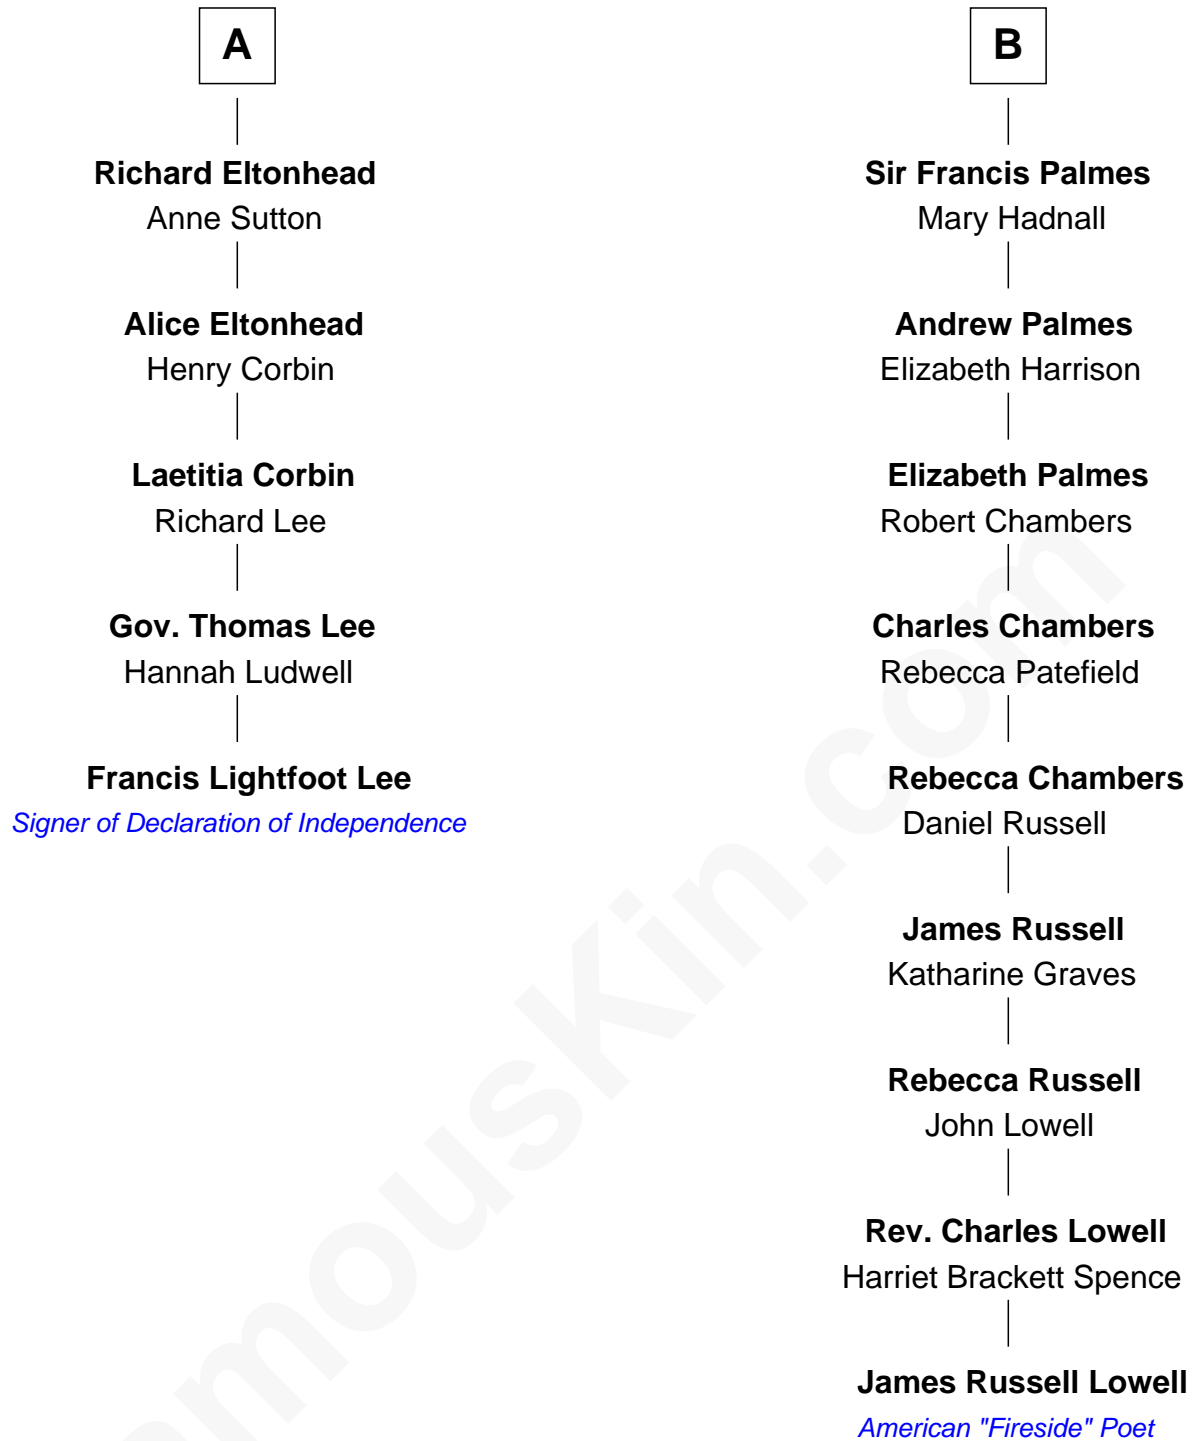 A
Richard Eltonhead
Anne Sutton
Alice Eltonhead
Henry Corbin
Laetitia Corbin
Richard Lee
Gov. Thomas Lee
Hannah Ludwell
Francis Lightfoot Lee
Signer of Declaration of Independence
B
Sir Francis Palmes
Mary Hadnall
Andrew Palmes
Elizabeth Harrison
Elizabeth Palmes
Robert Chambers
Charles Chambers
Rebecca Patefield
Rebecca Chambers
Daniel Russell
James Russell
Katharine Graves
Rebecca Russell
John Lowell
Rev. Charles Lowell
Harriet Brackett Spence
James Russell Lowell
American "Fireside" Poet
amouskin.com